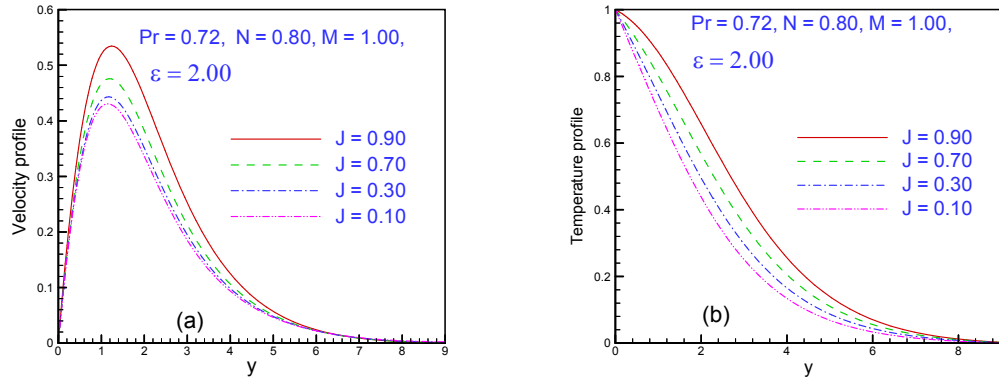 Pr = 0.72, N = 0.80, M = 1.00,
ε = 2.00
J = 0.90
J = 0.70
J = 0.30
J = 0.10
Velocity profile
0.6
0.5
0.4
0.3
0.2
0.1
0.0
0 1 2 3 4 5 6 7 8 9
y
(a)
Pr = 0.72, N = 0.80, M = 1.00,
ε = 2.00
J = 0.90
J = 0.70
J = 0.30
J = 0.10
Temperature profile
1
0.8
0.6
0.4
0.2
0
0 2 4 6 8
y
(b)